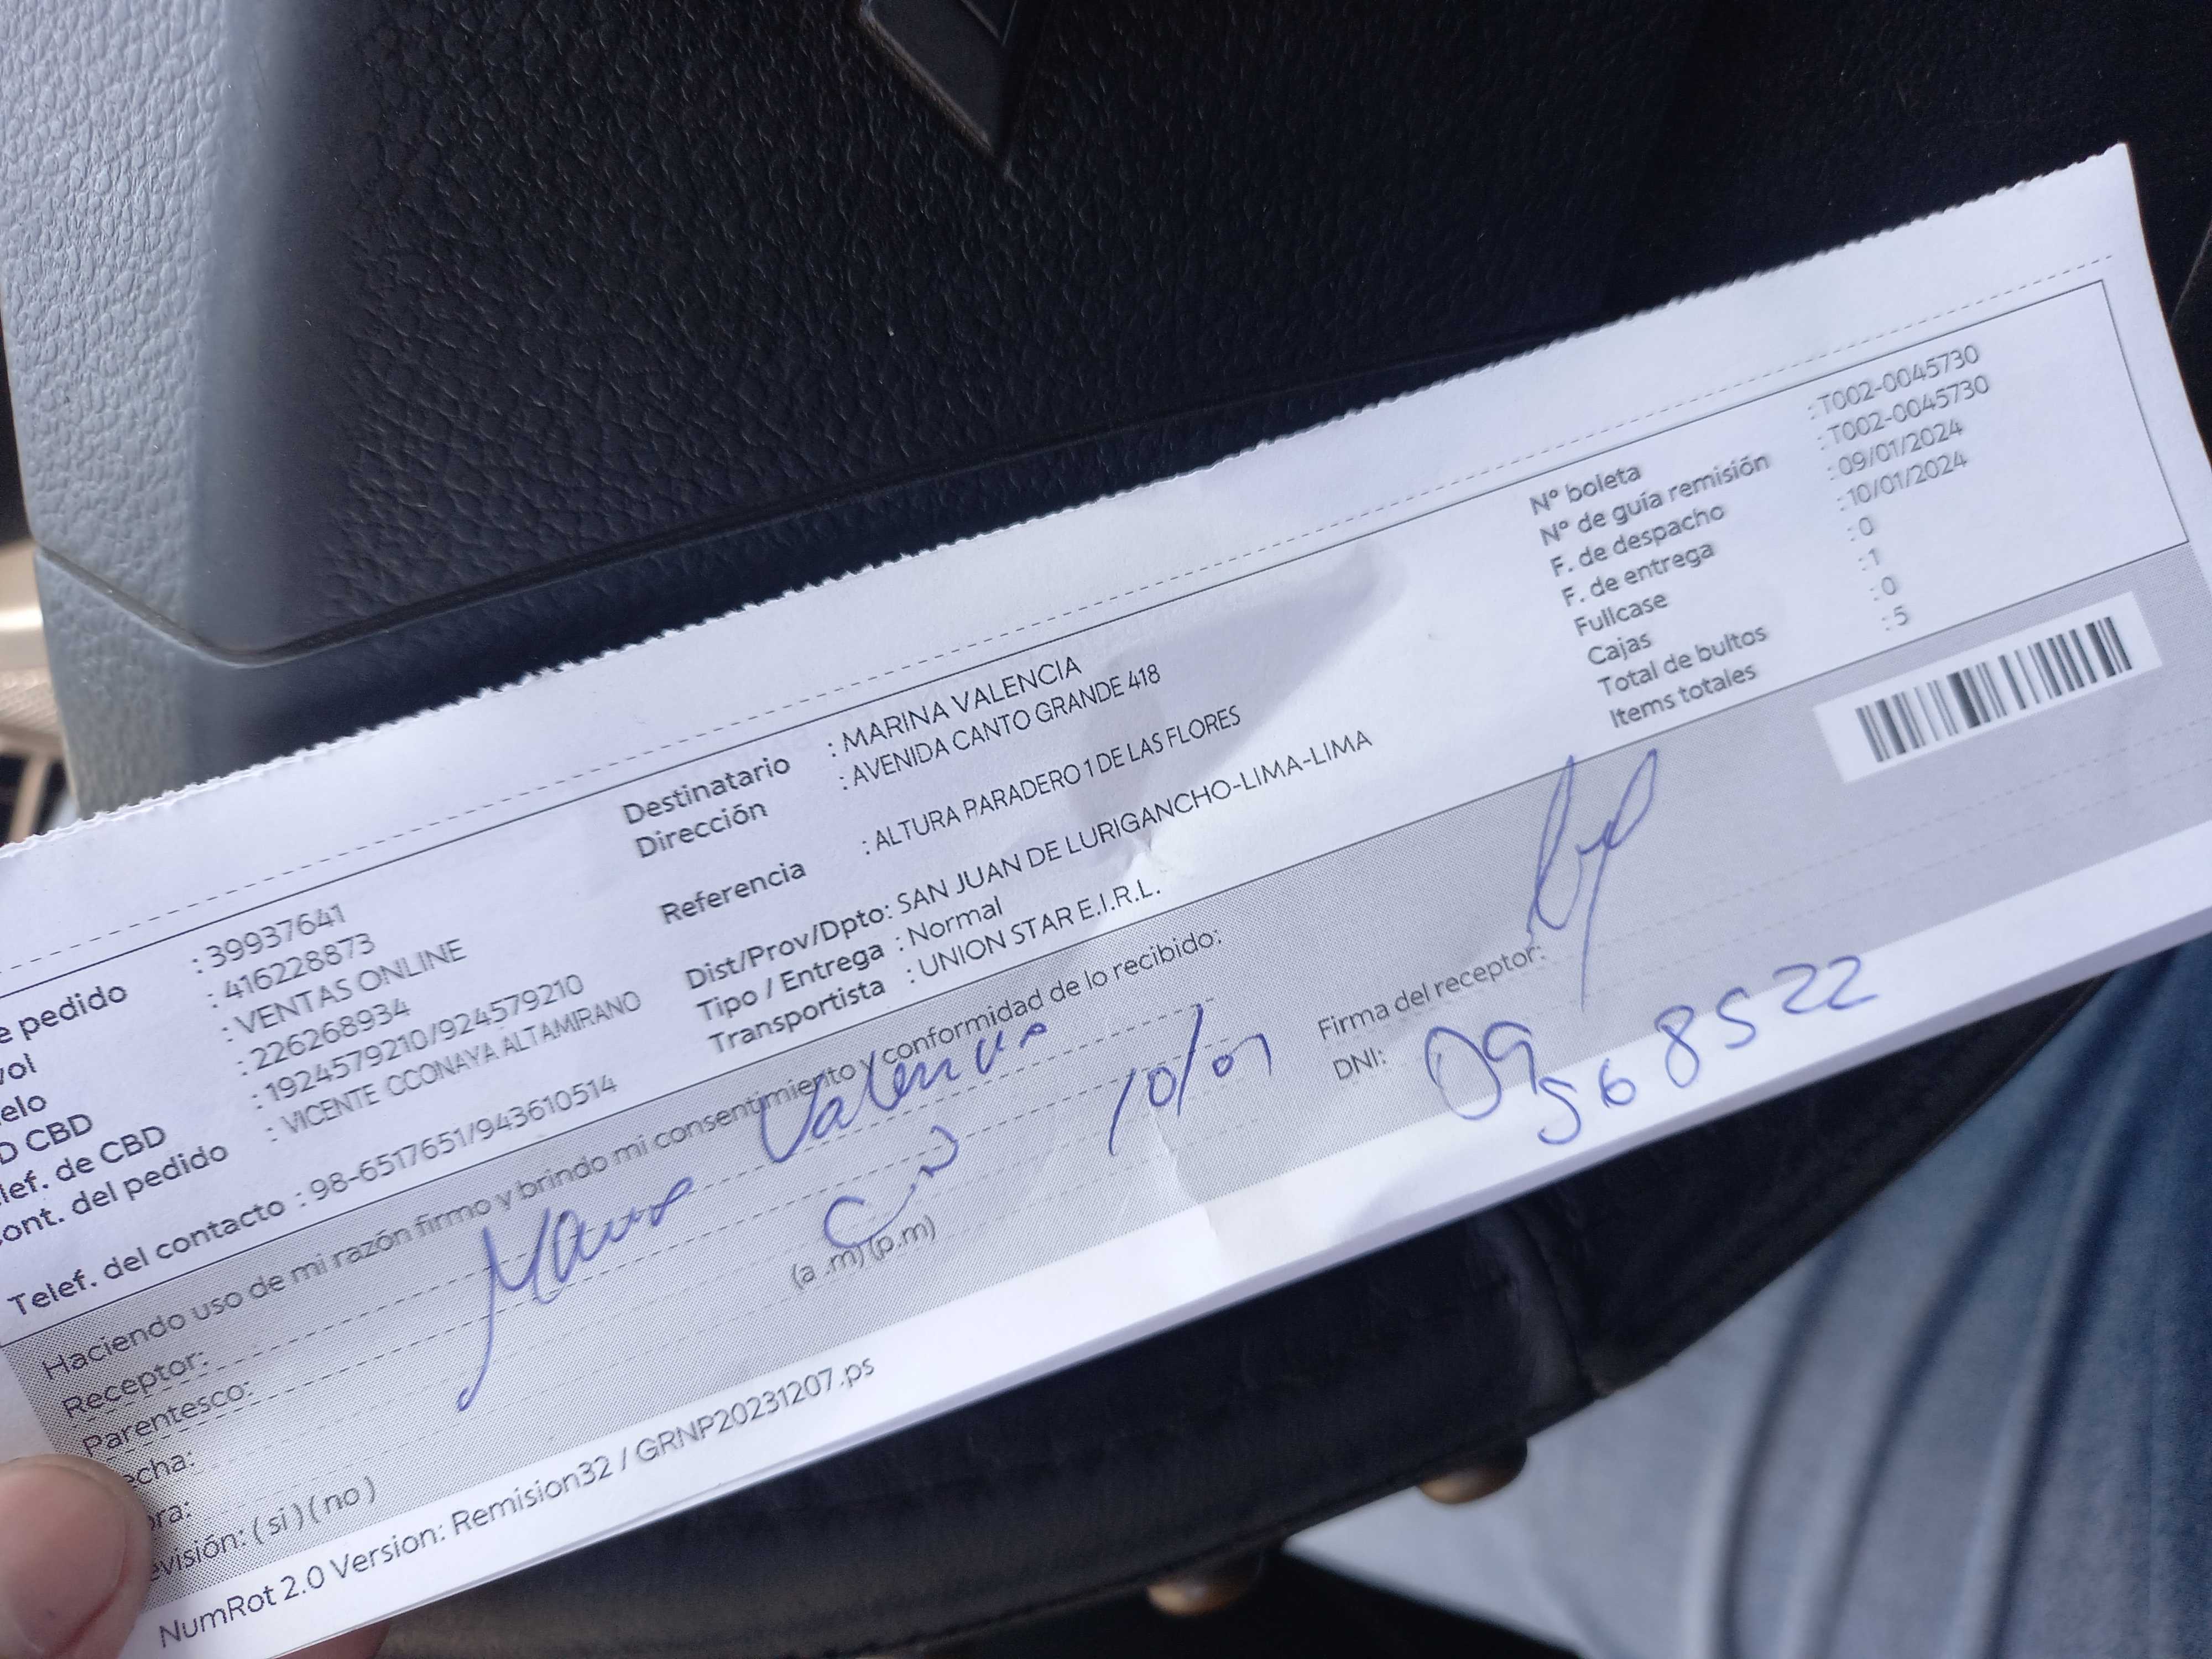 e pedido : 39937641
vol : 416228873
elo : VENTAS ONLINE
D CBD : 226268934
lef. de CBD : 1924579210/924579210
ont. del pedido : VICENTE CCONAYA ALTAMIRANO
Telef. del contacto : 98-6517651/943610514
Destinatario : MARINA VALENCIA
Dirección : AVENIDA CANTO GRANDE 418
Referencia : ALTURA PARADERO 1 DE LAS FLORES
Dist/Prov/Dpto: SAN JUAN DE LURIGANCHO-LIMA-LIMA
Tipo / Entrega : Normal
Transportista : UNION STAR E.I.R.L.
N° boleta : T002-0045730
N° de guía remisión : T002-0045730
F. de despacho : 09/01/2024
F. de entrega : 10/01/2024
Fullcase : 0
Cajas : 1
Total de bultos : 0
Items totales : 5
Haciendo uso de mi razón firmo y brindo mi consentimiento y conformidad de lo recibido:
Receptor: Valencia
Parentesco:
echa: 10/01
ora: (a .m) (p.m)
evisión: ( si ) ( no )
Firma del receptor:
DNI: 09568522
NumRot 2.0 Version: Remision32 / GRNP20231207.ps